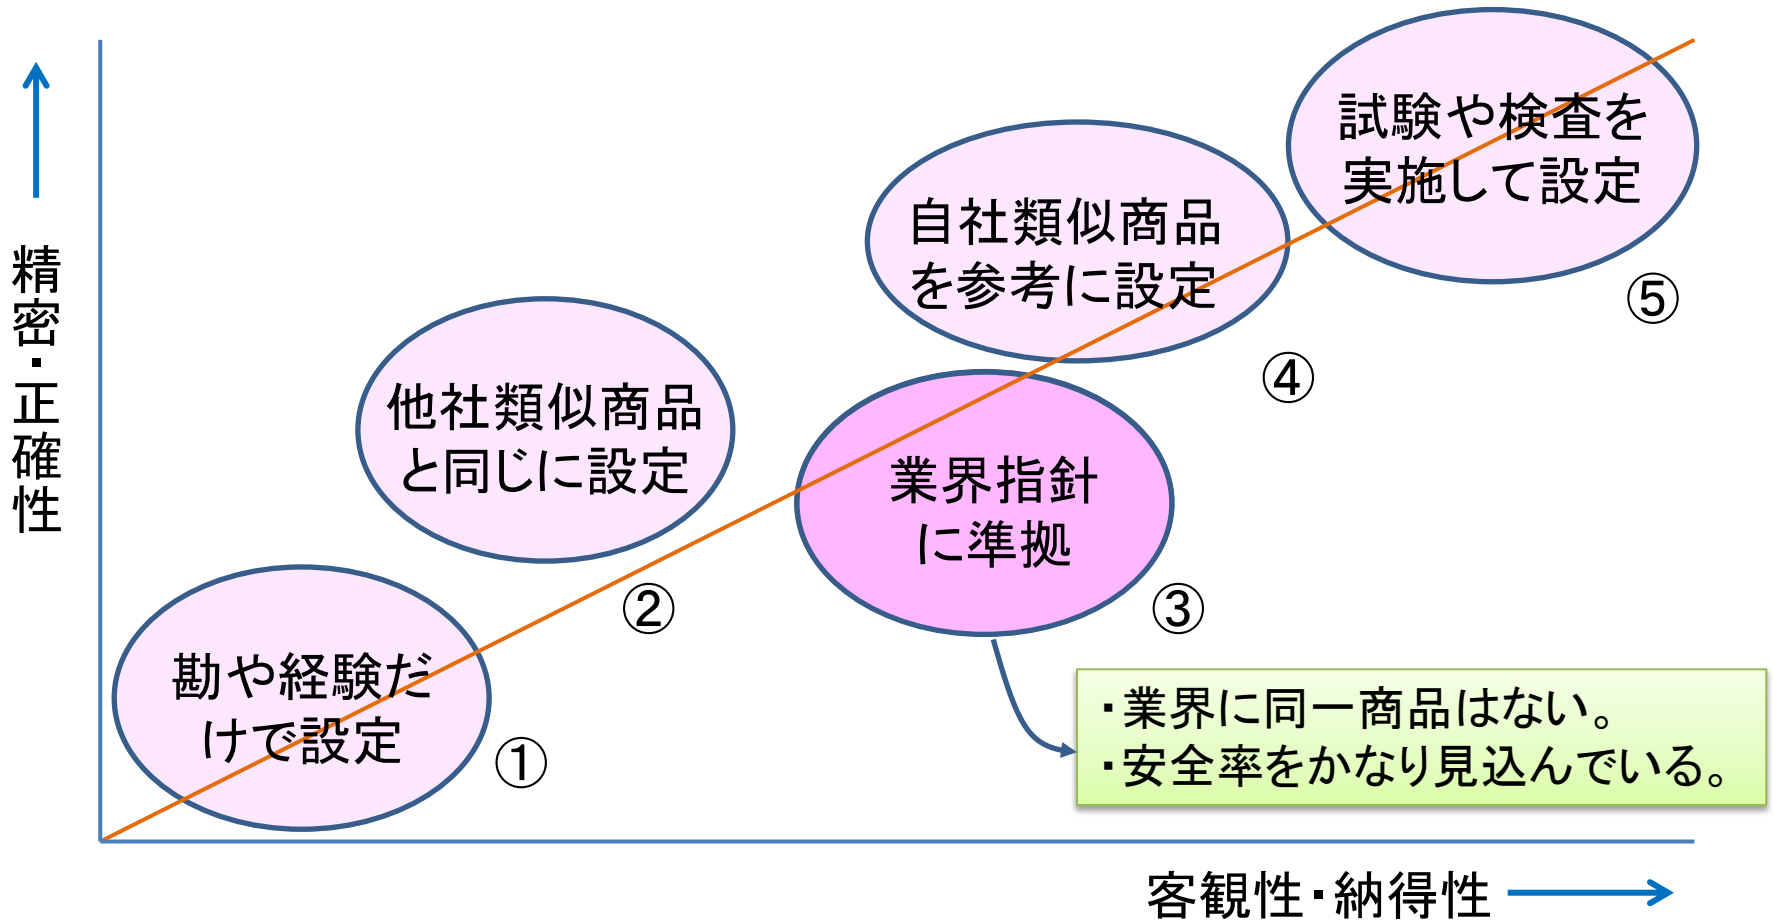 精密・正確性
試験や検査を
実施して設定
⑤
自社類似商品
を参考に設定
④
他社類似商品
と同じに設定
②
業界指針
に準拠
③
勘や経験だ
けで設定
①
・業界に同一商品はない。
・安全率をかなり見込んでいる。
客観性・納得性